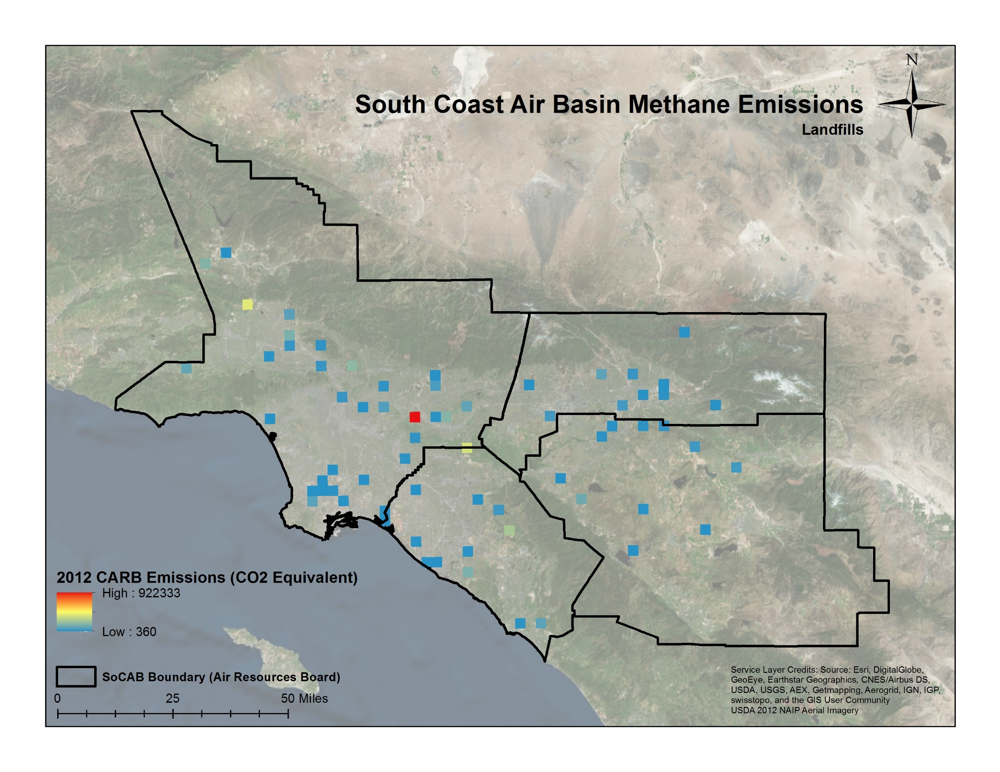 N
South Coast Air Basin Methane Emissions
Landfills
2012 CARB Emissions (CO2 Equivalent)
High : 922333
Low : 360
SoCAB Boundary (Air Resources Board)
0 25 50 Miles
Service Layer Credits: Source: Esri, DigitalGlobe,
GeoEye, Earthstar Geographics, CNES/Airbus DS,
USDA, USGS, AEX, Getmapping, Aerogrid, IGN, IGP,
swisstopo, and the GIS User Community
USDA 2012 NAIP Aerial Imagery